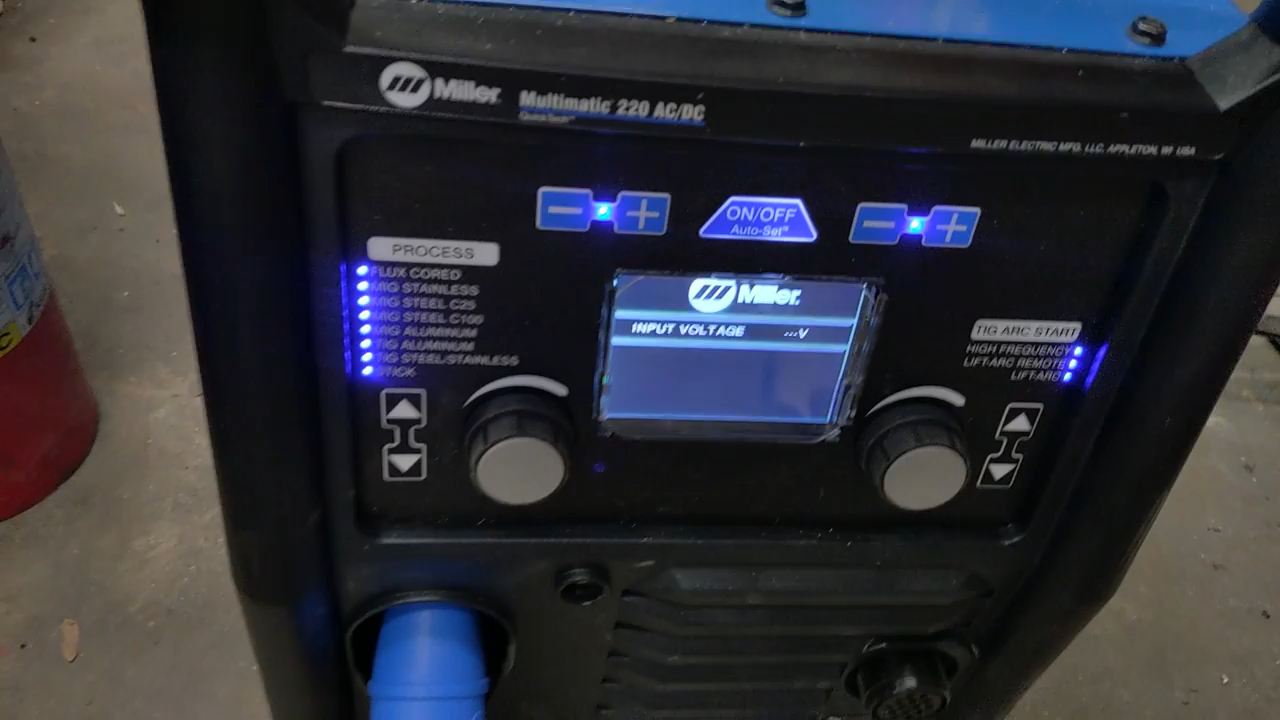 Miller
Multimatic 220 AC/DC
MILLER ELECTRIC MFG. LLC. APPLETON, WI USA
− +
ON/OFF
Auto-Set™
− +
PROCESS
FLUX CORED
MIG STAINLESS
MIG STEEL C25
MIG STEEL C100
MIG ALUMINUM
TIG ALUMINUM
TIG STEEL/STAINLESS
STICK
Miller
INPUT VOLTAGE ---V
TIG ARC START
HIGH FREQUENCY
LIFT-ARC REMOTE
LIFT-ARC